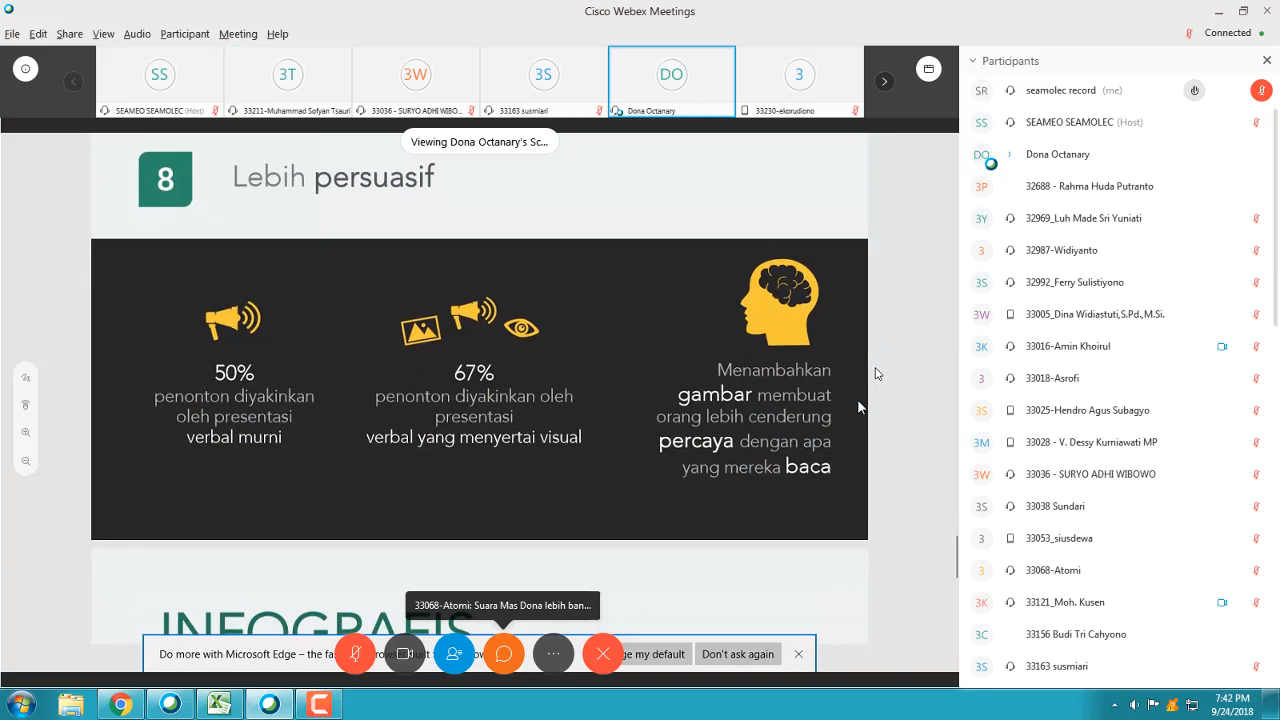 Cisco Webex Meetings
File Edit Share View Audio Participant Meeting Help
Connected
SS
3T
3W
3S
DO
3
SEAMEO SEAMOLEC (Host)
33211-Muhammad Sofyan Tsauri
33036 - SURYO ADHI WIBO...
33163 susmiari
Dona Octanary
33230-ekorudiono
Viewing Dona Octanary's Sc...
8
Lebih persuasif
50%
penonton diyakinkan
oleh presentasi
verbal murni
67%
penonton diyakinkan oleh
presentasi
verbal yang menyertai visual
Menambahkan
gambar membuat
orang lebih cenderung
percaya dengan apa
yang mereka baca
INFOGRAFIS
33068-Atomi: Suara Mas Dona lebih ban...
Do more with Microsoft Edge – the fa
ge my default
Don't ask again
Participants
SR seamolec record (me)
SS SEAMEO SEAMOLEC (Host)
DO Dona Octanary
3P 32688 - Rahma Huda Putranto
3Y 32969_Luh Made Sri Yuniati
3 32987-Widiyanto
3S 32992_Ferry Sulistiyono
3W 33005_Dina Widiastuti,S.Pd.,M.Si.
3K 33016-Amin Khoirul
3 33018-Asrofi
3S 33025-Hendro Agus Subagyo
3M 33028 - V. Dessy Kurniawati MP
3W 33036 - SURYO ADHI WIBOWO
3S 33038 Sundari
3 33053_siusdewa
3 33068-Atomi
3K 33121_Moh. Kusen
3C 33156 Budi Tri Cahyono
3S 33163 susmiari
7:42 PM
9/24/2018